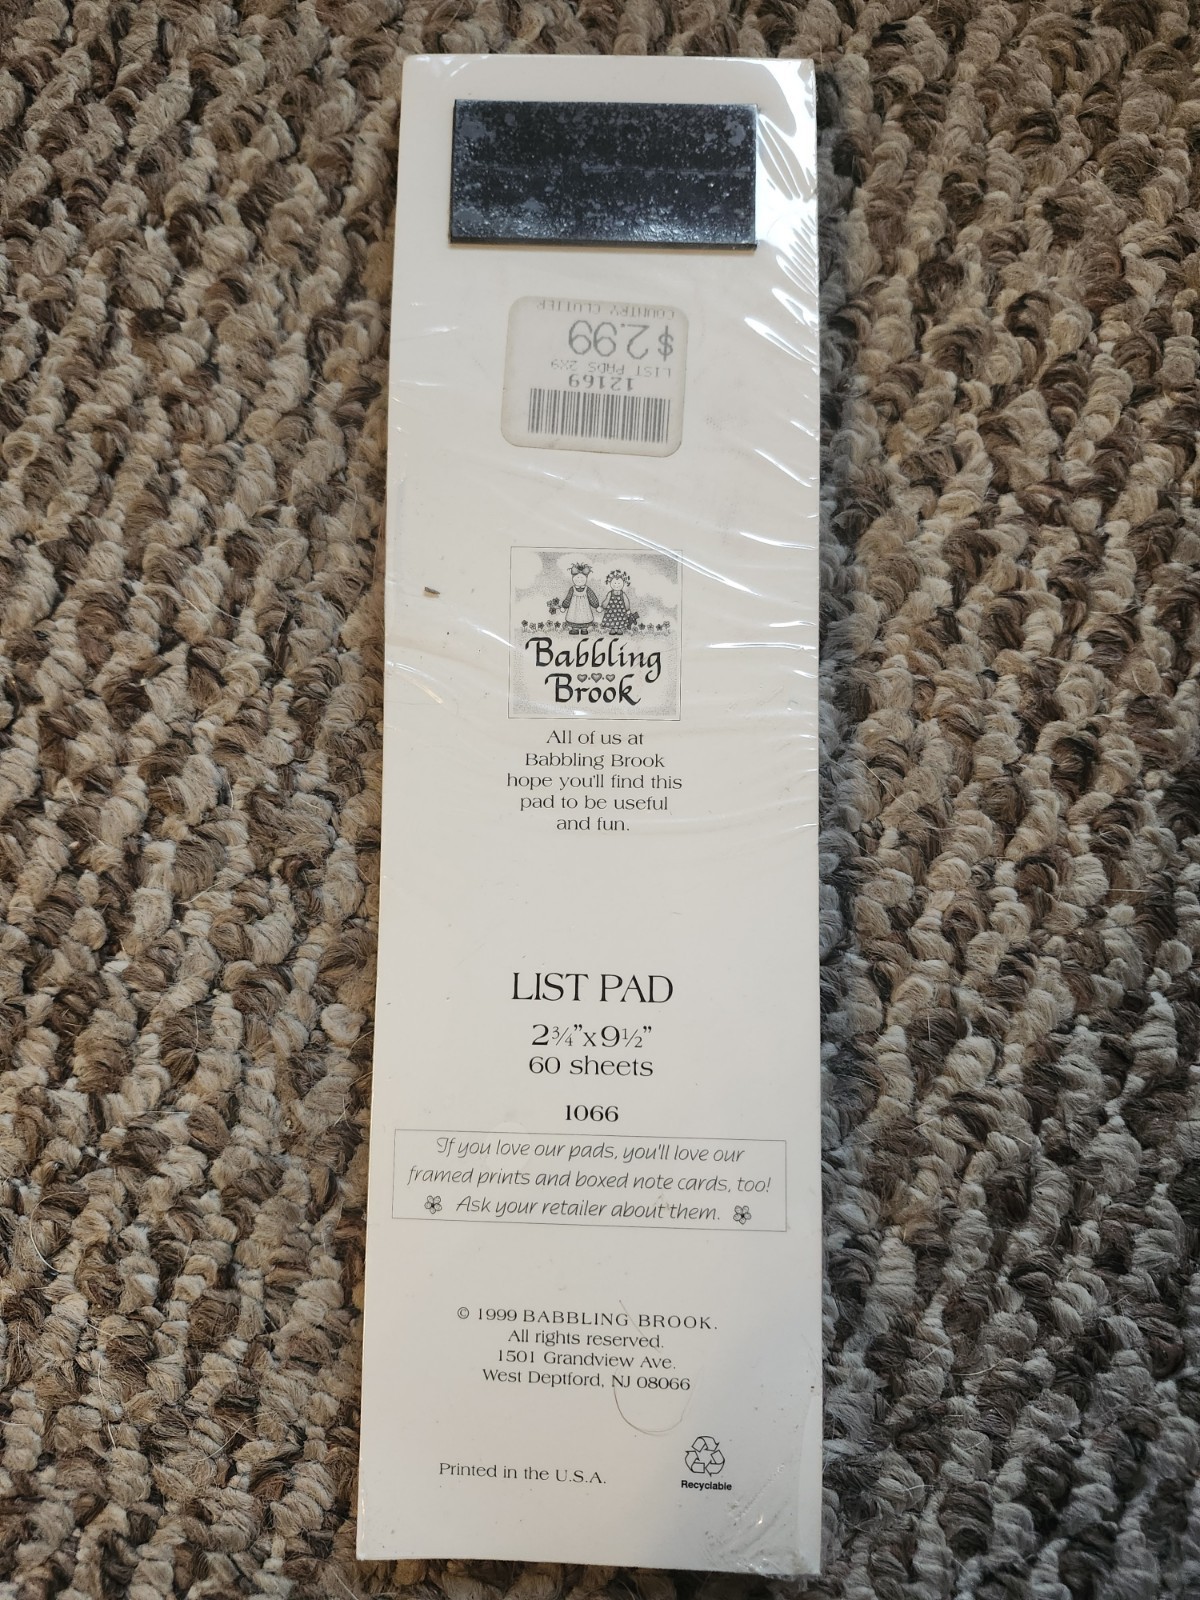 COUNTRY CLUTTER
$2.99
LIST PADS 2X9
12169
Babbling
Brook
All of us at
Babbling Brook
hope you'll find this
pad to be useful
and fun.
LIST PAD
2¾"x9½"
60 sheets
1066
If you love our pads, you'll love our
framed prints and boxed note cards, too!
Ask your retailer about them.
© 1999 BABBLING BROOK.
All rights reserved.
1501 Grandview Ave.
West Deptford, NJ 08066
Printed in the U.S.A.
Recyclable